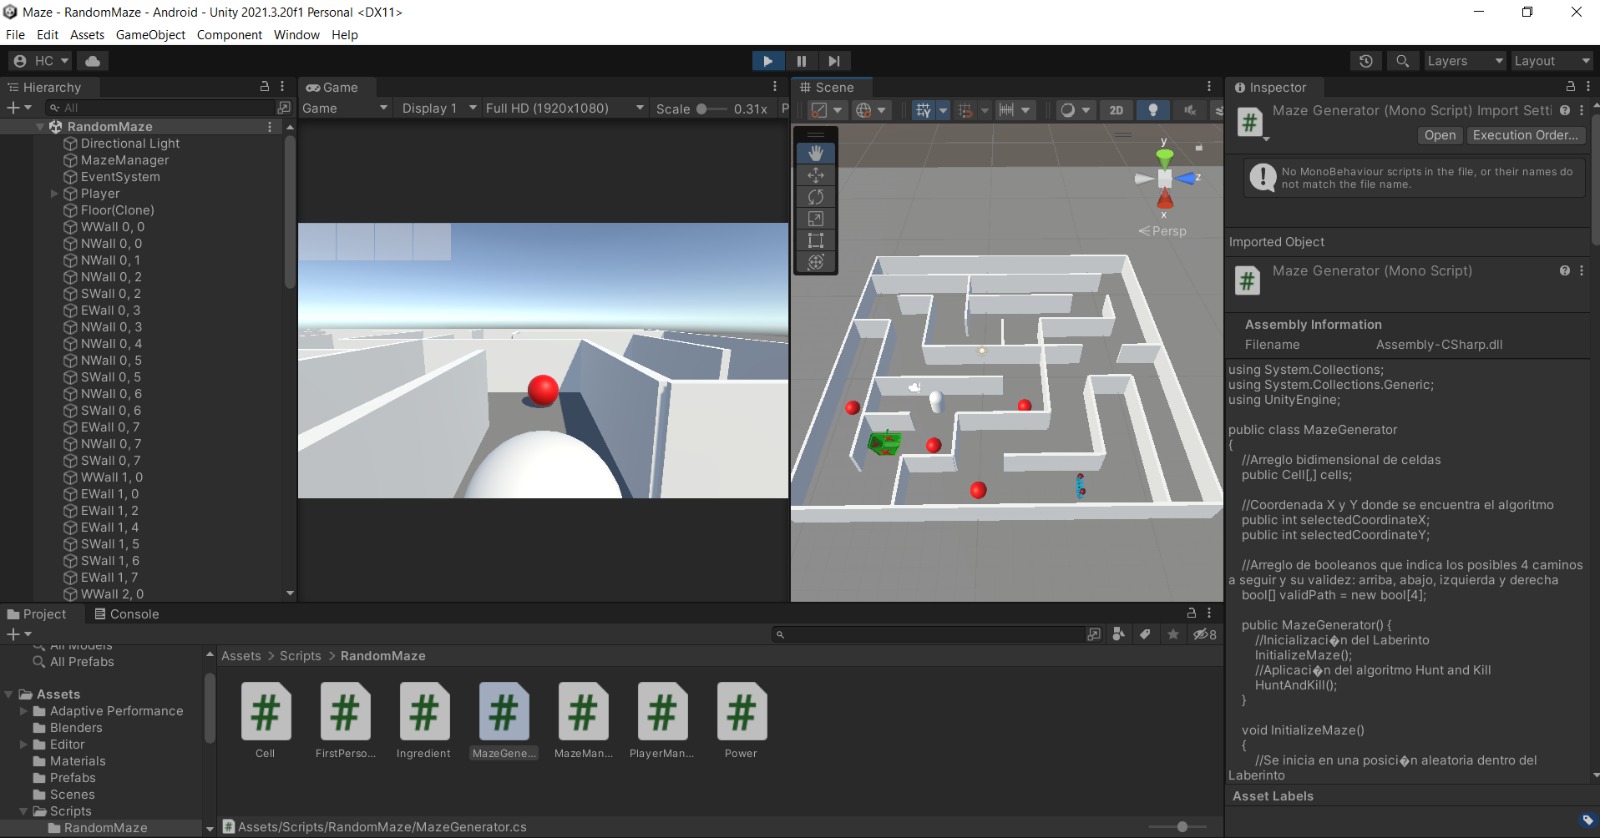 Maze - RandomMaze - Android - Unity 2021.3.20f1 Personal <DX11>
File Edit Assets GameObject Component Window Help
HC
Layers
Layout
Hierarchy
All
RandomMaze
Directional Light
MazeManager
EventSystem
Player
Floor(Clone)
WWall 0, 0
NWall 0, 0
NWall 0, 1
NWall 0, 2
SWall 0, 2
EWall 0, 3
NWall 0, 3
NWall 0, 4
NWall 0, 5
SWall 0, 5
NWall 0, 6
SWall 0, 6
EWall 0, 7
NWall 0, 7
SWall 0, 7
WWall 1, 0
EWall 1, 0
EWall 1, 2
EWall 1, 4
SWall 1, 5
SWall 1, 6
EWall 1, 7
WWall 2, 0
Game
Game
Display 1
Full HD (1920x1080)
Scale
0.31x
P
Scene
2D
y
z
x
Persp
Inspector
Maze Generator (Mono Script) Import Setti
Open
Execution Order...
No MonoBehaviour scripts in the file, or their names do
not match the file name.
Imported Object
Maze Generator (Mono Script)
Assembly Information
Filename Assembly-CSharp.dll
using System.Collections;
using System.Collections.Generic;
using UnityEngine;
public class MazeGenerator
{
//Arreglo bidimensional de celdas
public Cell[,] cells;
//Coordenada X y Y donde se encuentra el algoritmo
public int selectedCoordinateX;
public int selectedCoordinateY;
//Arreglo de booleanos que indica los posibles 4 caminos
a seguir y su validez: arriba, abajo, izquierda y derecha
bool[] validPath = new bool[4];
public MazeGenerator() {
//Inicializaci�n del Laberinto
InitializeMaze();
//Aplicaci�n del algoritmo Hunt and Kill
HuntAndKill();
}
void InitializeMaze()
{
//Se inicia en una posici�n aleatoria dentro del
Laberinto
Asset Labels
Project
Console
8
All Models
All Prefabs
Assets
Adaptive Performance
Blenders
Editor
Materials
Prefabs
Scenes
Scripts
RandomMaze
Assets > Scripts > RandomMaze
Cell
FirstPerso...
Ingredient
MazeGene...
MazeMan...
PlayerMan...
Power
Assets/Scripts/RandomMaze/MazeGenerator.cs